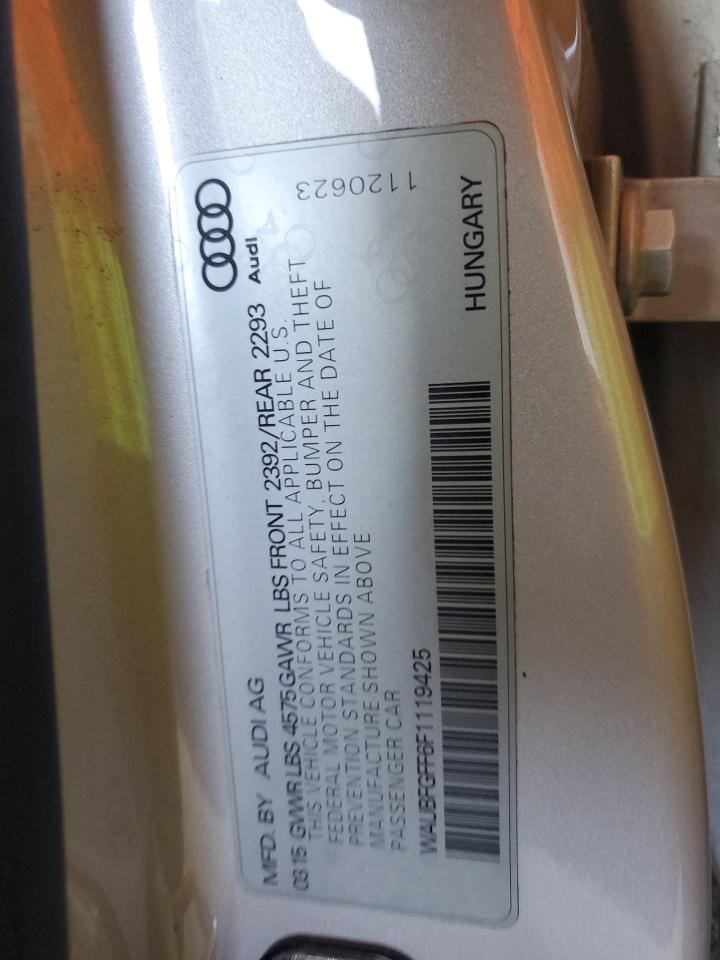 MFD. BY AUDI AG
03 15 GVWR LBS 4575 GAWR LBS FRONT 2392/REAR 2293
THIS VEHICLE CONFORMS TO ALL APPLICABLE U.S.
FEDERAL MOTOR VEHICLE SAFETY, BUMPER AND THEFT
PREVENTION STANDARDS IN EFFECT ON THE DATE OF
MANUFACTURE SHOWN ABOVE
PASSENGER CAR
WAUBFGFF6F1119425
Audi
1120623
HUNGARY